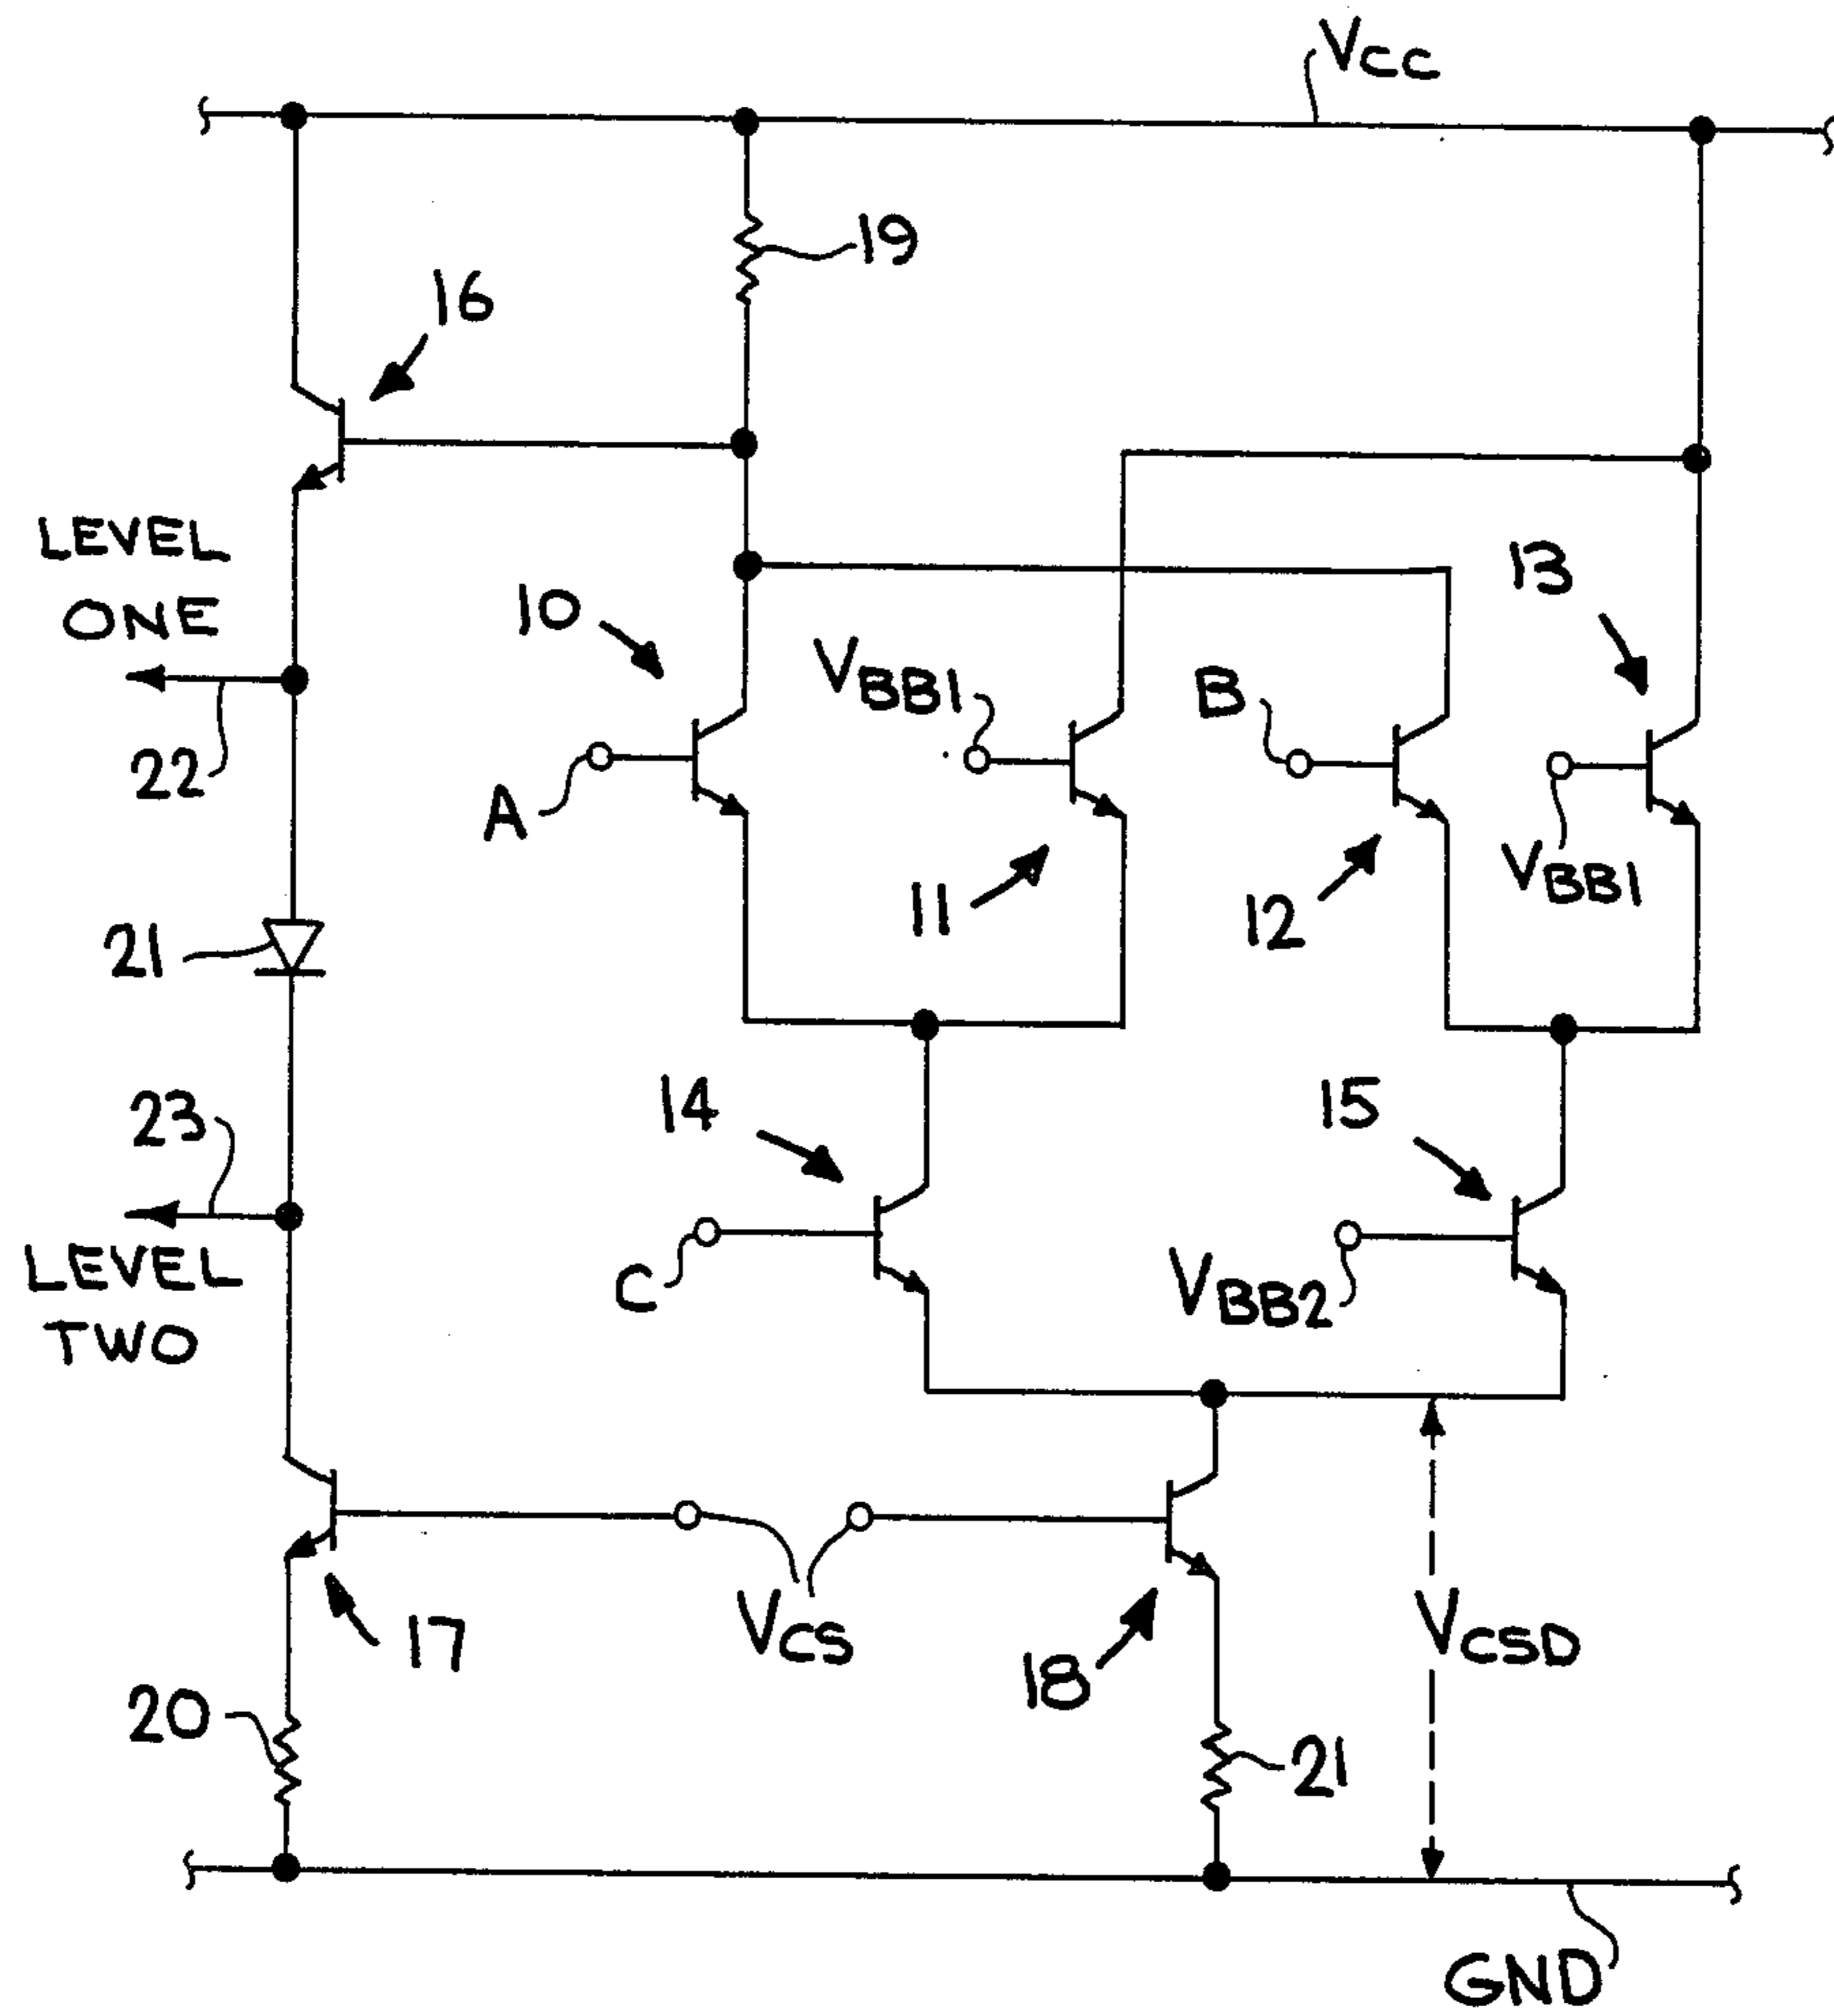 VCC
19
16
LEVEL
ONE
10
13
VBB1
B
22
A
11
12
VBB1
21
14
15
23
C
VBB2
LEVEL
TWO
17
VCS
18
VCSD
20
21
GND